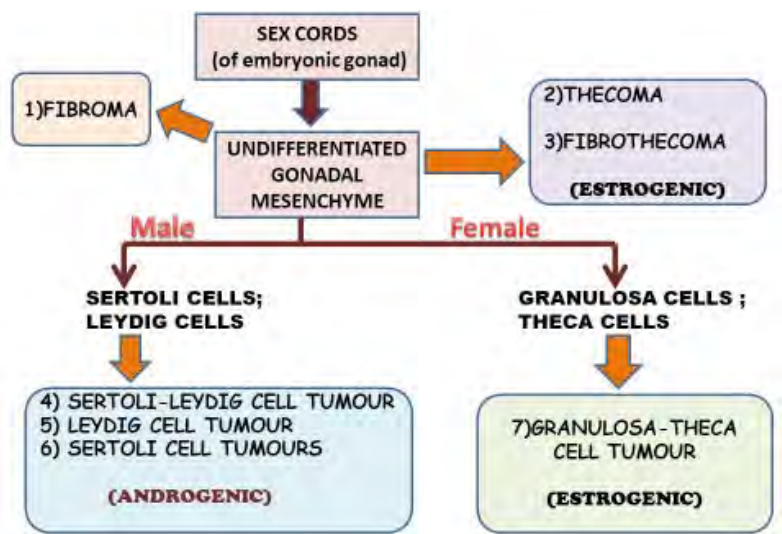 SEX CORDS
(of embryonic gonad)
1)FIBROMA
2)THECOMA
3)FIBROTHECOMA
(ESTROGENIC)
UNDIFFERENTIATED
GONADAL
MESENCHYME
Male
Female
SERTOLI CELLS;
LEYDIG CELLS
GRANULOSA CELLS ;
THECA CELLS
4) SERTOLI-LEYDIG CELL TUMOUR
5) LEYDIG CELL TUMOUR
6) SERTOLI CELL TUMOURS
(ANDROGENIC)
7)GRANULOSA-THECA
CELL TUMOUR
(ESTROGENIC)